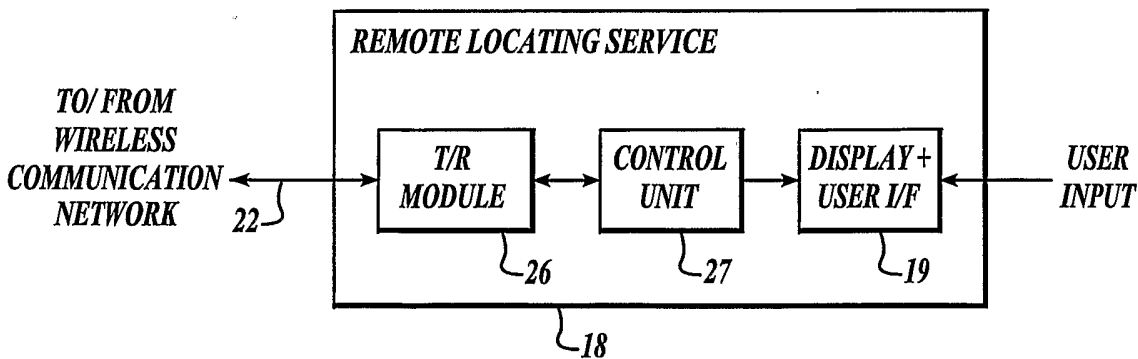 REMOTE LOCATING SERVICE
TO/ FROM
WIRELESS
COMMUNICATION
NETWORK
22
T/R
MODULE
26
CONTROL
UNIT
27
DISPLAY +
USER I/F
19
USER
INPUT
18